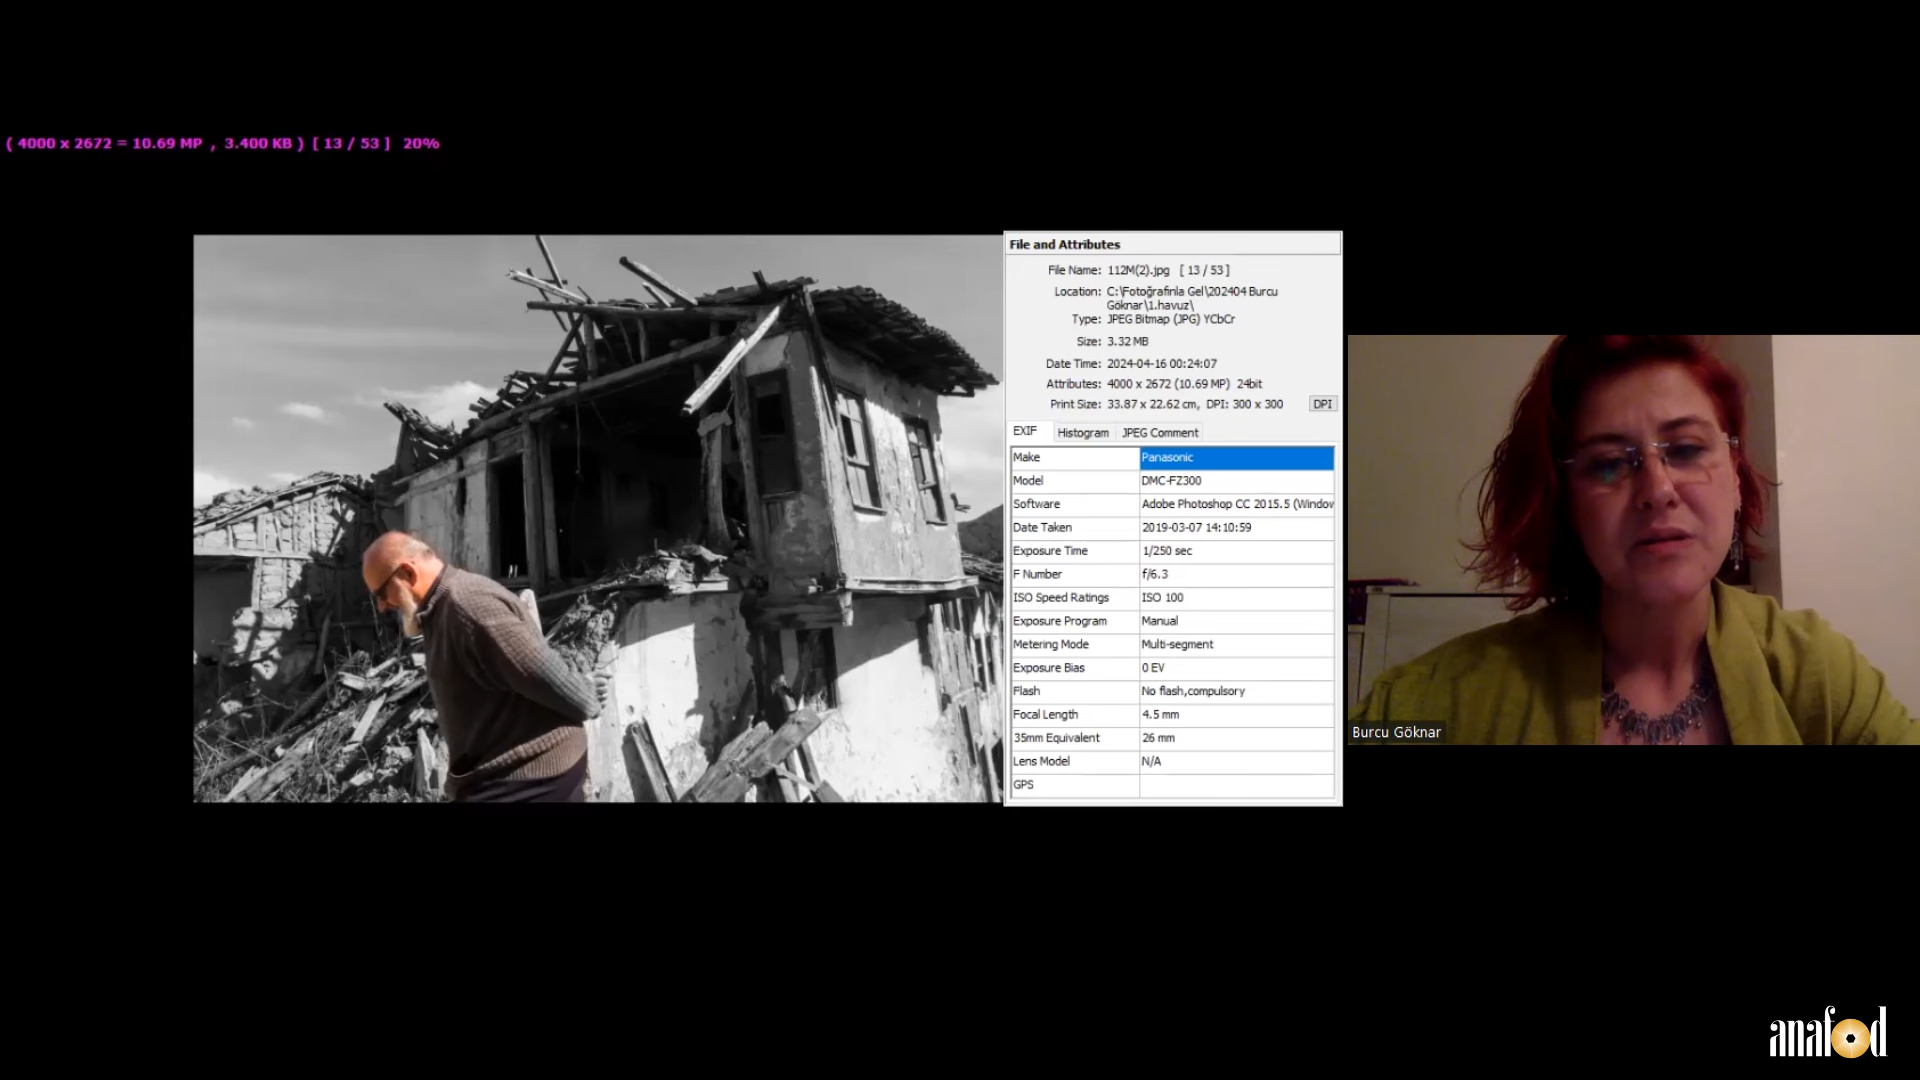 ( 4000 x 2672 = 10.69 MP , 3.400 KB ) [ 13 / 53 ] 20%
File and Attributes
File Name: 112M(2).jpg [ 13 / 53 ]
Location: C:\Fotoğrafınla Gel\202404 Burcu
Göknar\1.havuz\
Type: JPEG Bitmap (JPG) YCbCr
Size: 3.32 MB
Date Time: 2024-04-16 00:24:07
Attributes: 4000 x 2672 (10.69 MP) 24bit
Print Size: 33.87 x 22.62 cm, DPI: 300 x 300 DPI
EXIF Histogram JPEG Comment
Make Panasonic
Model DMC-FZ300
Software Adobe Photoshop CC 2015.5 (Window
Date Taken 2019-03-07 14:10:59
Exposure Time 1/250 sec
F Number f/6.3
ISO Speed Ratings ISO 100
Exposure Program Manual
Metering Mode Multi-segment
Exposure Bias 0 EV
Flash No flash,compulsory
Focal Length 4.5 mm
35mm Equivalent 26 mm
Lens Model N/A
GPS
Burcu Göknar
anafod